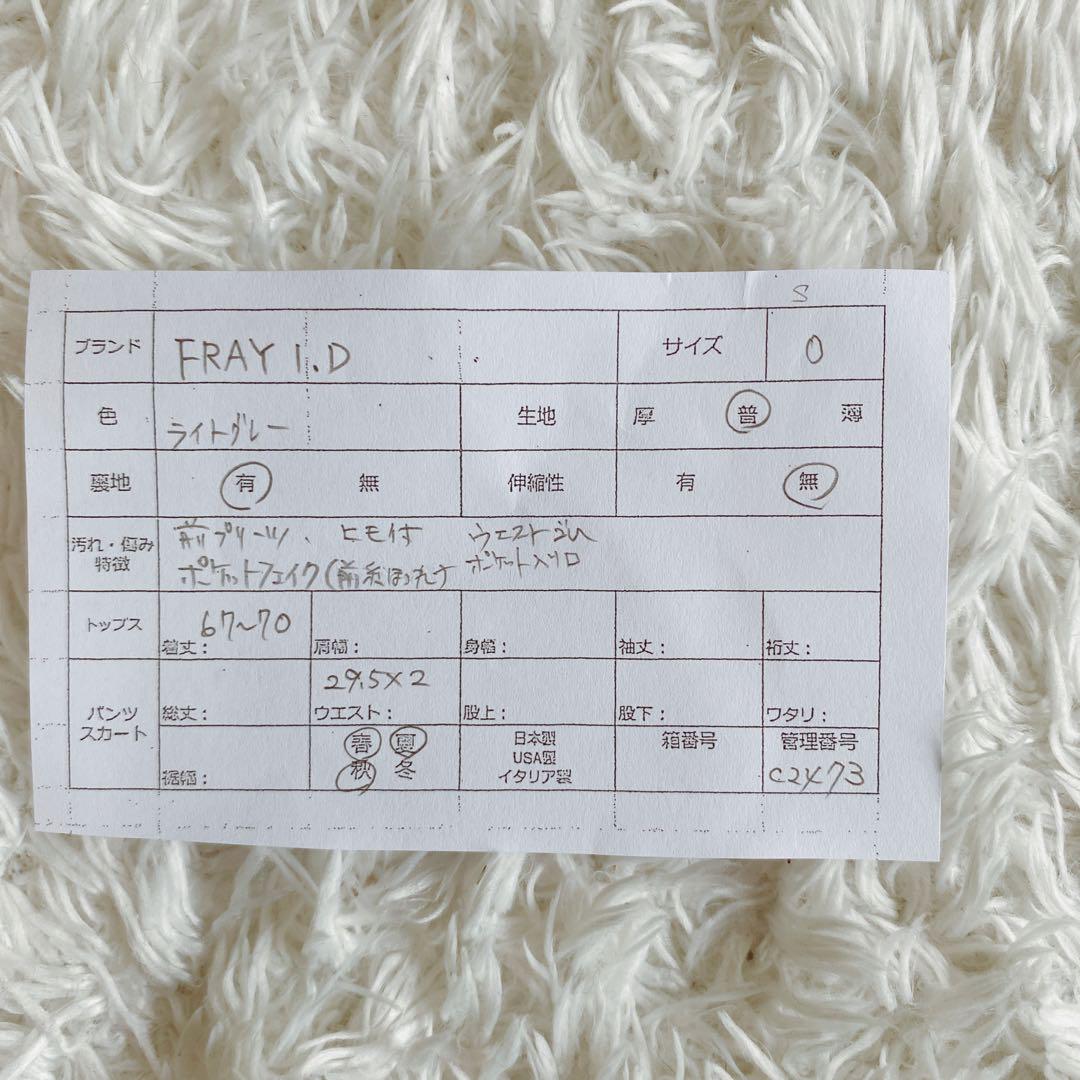 S
ブランド FRAY I.D サイズ 0
色 ライトグレー 生地 厚 普 薄
裏地 有 無 伸縮性 有 無
汚れ・傷み 前プリーツ、ヒモ付 ウエストゴム
特徴 ポケットフェイク(前糸ほつれ) ポケット入り口
トップス 67~70
着丈: 肩幅: 身幅: 袖丈: 裄丈:
29.5×2
パンツ 総丈: ウエスト: 股上: 股下: ワタリ:
スカート 春 夏 日本製 箱番号 管理番号
USA製
裾幅: 秋 冬 イタリア製 C2473